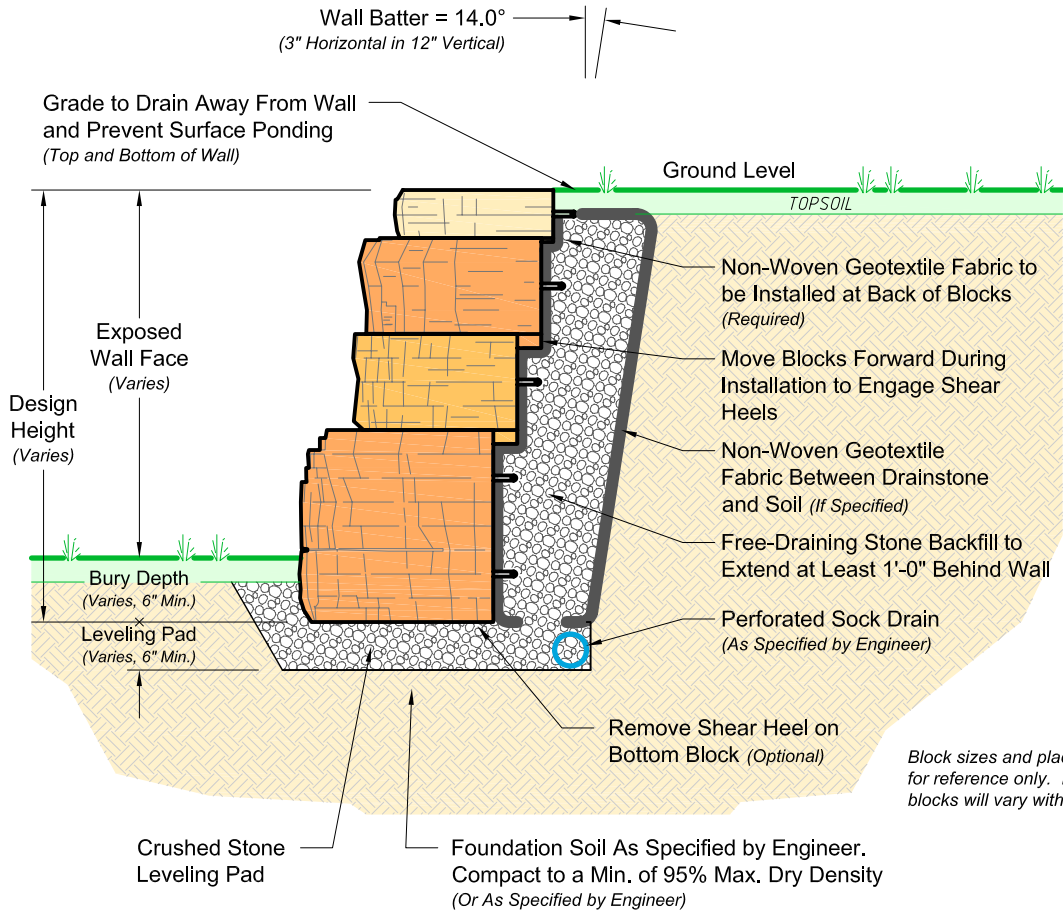 Wall Batter = 14.0°
(3" Horizontal in 12" Vertical)
Grade to Drain Away From Wall
and Prevent Surface Ponding
(Top and Bottom of Wall)
Ground Level
TOPSOIL
Non-Woven Geotextile Fabric to
be Installed at Back of Blocks
(Required)
Move Blocks Forward During
Installation to Engage Shear
Heels
Non-Woven Geotextile
Fabric Between Drainstone
and Soil (If Specified)
Free-Draining Stone Backfill to
Extend at Least 1'-0" Behind Wall
Perforated Sock Drain
(As Specified by Engineer)
Exposed
Wall Face
(Varies)
Design
Height
(Varies)
Bury Depth
(Varies, 6" Min.)
Leveling Pad
(Varies, 6" Min.)
Remove Shear Heel on
Bottom Block (Optional)
Block sizes and plac
for reference only.
blocks will vary with
Crushed Stone
Leveling Pad
Foundation Soil As Specified by Engineer.
Compact to a Min. of 95% Max. Dry Density
(Or As Specified by Engineer)